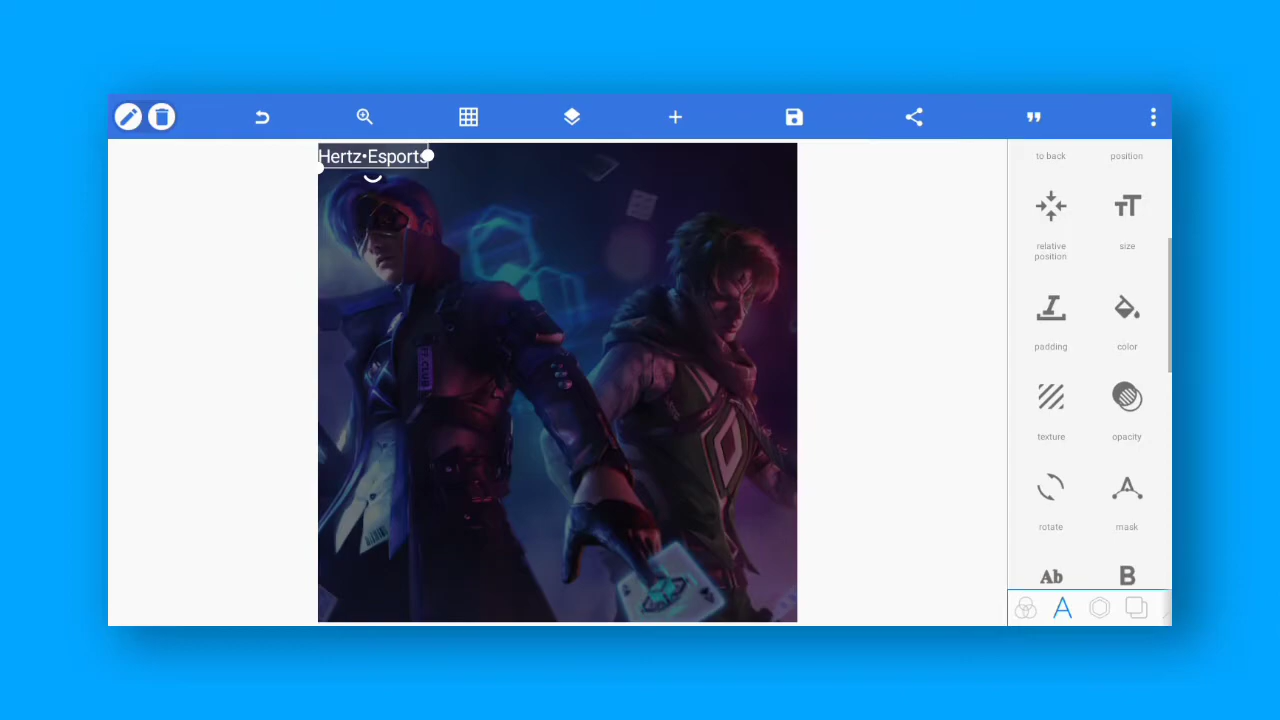 Hertz•Esports
to back
position
relative
position
size
padding
color
texture
opacity
rotate
mask
Ab
B
A